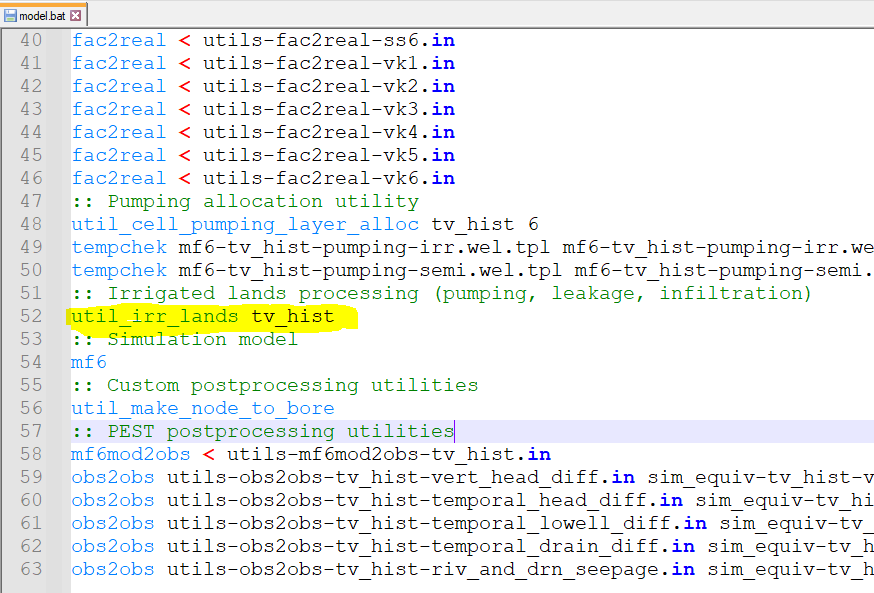 model.bat
40 fac2real < utils-fac2real-ss6.in
41 fac2real < utils-fac2real-vk1.in
42 fac2real < utils-fac2real-vk2.in
43 fac2real < utils-fac2real-vk3.in
44 fac2real < utils-fac2real-vk4.in
45 fac2real < utils-fac2real-vk5.in
46 fac2real < utils-fac2real-vk6.in
47 :: Pumping allocation utility
48 util_cell_pumping_layer_alloc tv_hist 6
49 tempchek mf6-tv_hist-pumping-irr.wel.tpl mf6-tv_hist-pumping-irr.we
50 tempchek mf6-tv_hist-pumping-semi.wel.tpl mf6-tv_hist-pumping-semi.
51 :: Irrigated lands processing (pumping, leakage, infiltration)
52 util_irr_lands tv_hist
53 :: Simulation model
54 mf6
55 :: Custom postprocessing utilities
56 util_make_node_to_bore
57 :: PEST postprocessing utilities
58 mf6mod2obs < utils-mf6mod2obs-tv_hist.in
59 obs2obs utils-obs2obs-tv_hist-vert_head_diff.in sim_equiv-tv_hist-v
60 obs2obs utils-obs2obs-tv_hist-temporal_head_diff.in sim_equiv-tv_hi
61 obs2obs utils-obs2obs-tv_hist-temporal_lowell_diff.in sim_equiv-tv_
62 obs2obs utils-obs2obs-tv_hist-temporal_drain_diff.in sim_equiv-tv_h
63 obs2obs utils-obs2obs-tv_hist-riv_and_drn_seepage.in sim_equiv-tv_h